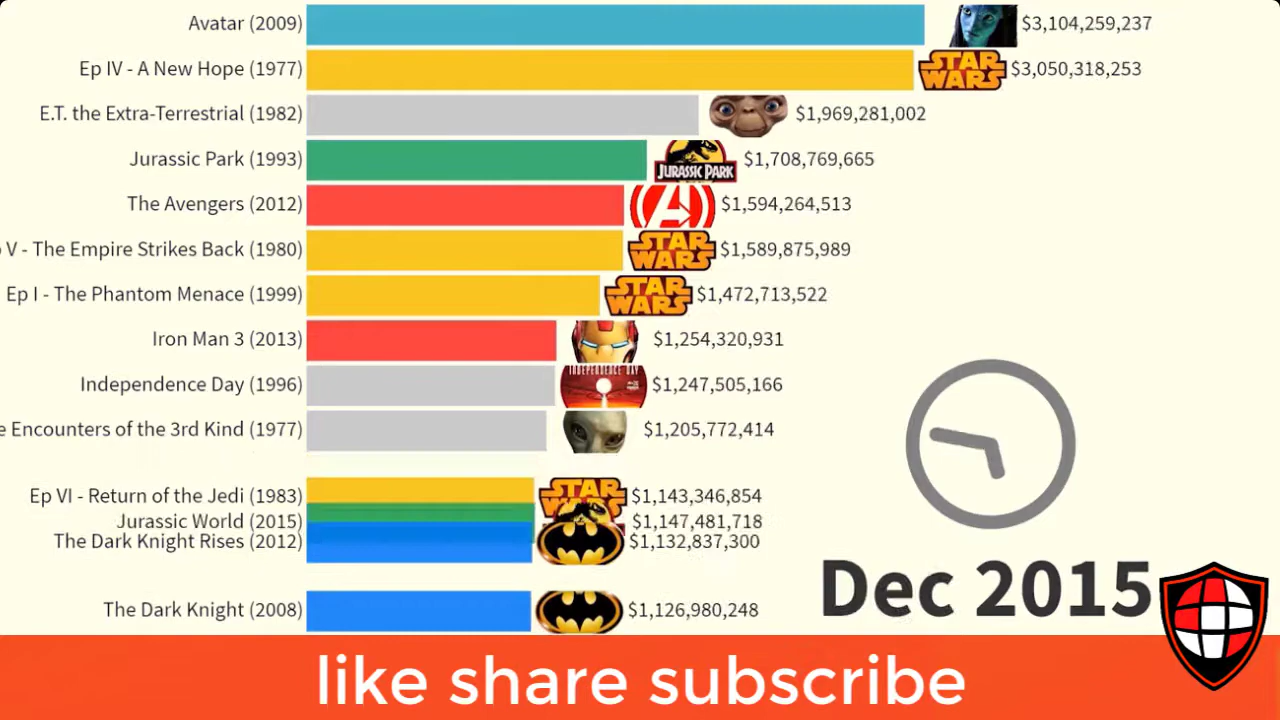 Avatar (2009) $3,104,259,237
Ep IV - A New Hope (1977) STAR WARS $3,050,318,253
E.T. the Extra-Terrestrial (1982) $1,969,281,002
Jurassic Park (1993) JURASSIC PARK $1,708,769,665
The Avengers (2012) A $1,594,264,513
V - The Empire Strikes Back (1980) STAR WARS $1,589,875,989
Ep I - The Phantom Menace (1999) STAR WARS $1,472,713,522
Iron Man 3 (2013) $1,254,320,931
Independence Day (1996) INDEPENDENCE DAY $1,247,505,166
e Encounters of the 3rd Kind (1977) $1,205,772,414
Ep VI - Return of the Jedi (1983) STAR WARS $1,143,346,854
Jurassic World (2015) $1,147,481,718
The Dark Knight Rises (2012) $1,132,837,300
The Dark Knight (2008) $1,126,980,248
Dec 2015
like share subscribe